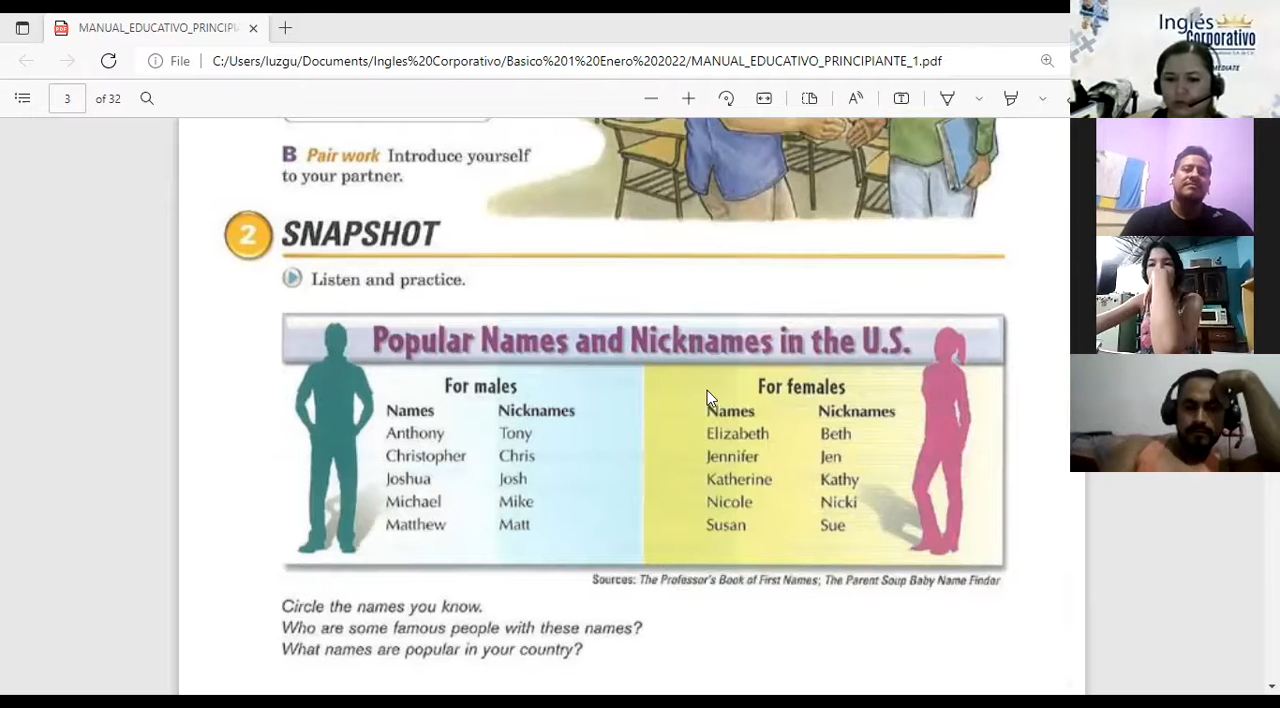 MANUAL_EDUCATIVO_PRINCIPI
File
C:/Users/luzgu/Documents/Ingles%20Corporativo/Basics%201%20Enero%202022/MANUAL_EDUCATIVO_PRINCIPIANTE_1.pdf
3 of 32
B Pair work Introduce yourself
to your partner.
2 SNAPSHOT
Listen and practice.
Popular Names and Nicknames in the U.S.
For males For females
Names Nicknames Names Nicknames
Anthony Tony Elizabeth Beth
Christopher Chris Jennifer Jen
Joshua Josh Katherine Kathy
Michael Mike Nicole Nicki
Matthew Matt Susan Sue
Sources: The Professor's Book of First Names; The Parent Soup Baby Name Finder
Circle the names you know.
Who are some famous people with these names?
What names are popular in your country?
Inglés
Corporativo